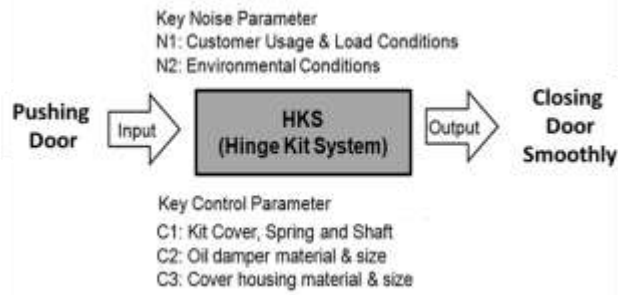 Key Noise Parameter
N1: Customer Usage & Load Conditions
N2: Environmental Conditions
Pushing
Door
Input
HKS
(Hinge Kit System)
Output
Closing
Door
Smoothly
Key Control Parameter
C1: Kit Cover, Spring and Shaft
C2: Oil damper material & size
C3: Cover housing material & size